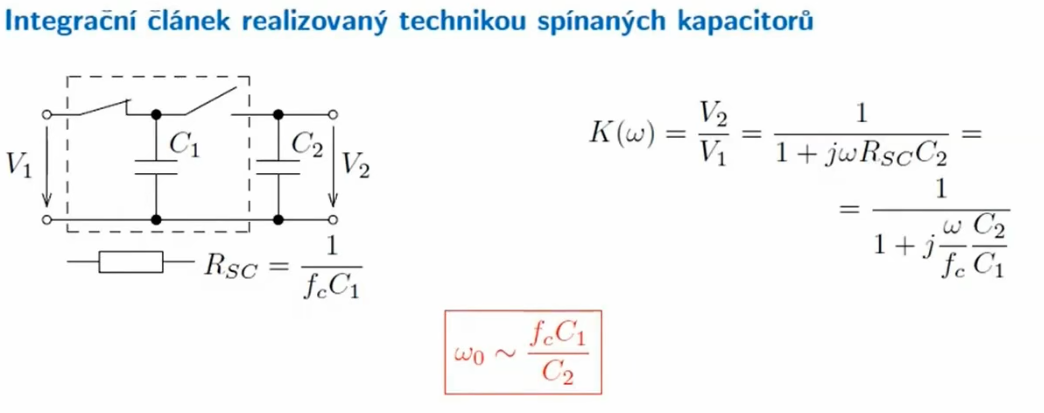 Integrační článek realizovaný technikou spínaných kapacitorů
V₁ C₁ C₂ V₂
R_SC = 1/(f_c C₁)
K(ω) = V₂/V₁ = 1/(1 + jωR_SC C₂) =
= 1/(1 + j (ω/f_c) (C₂/C₁))
ω₀ ∼ f_c C₁/C₂